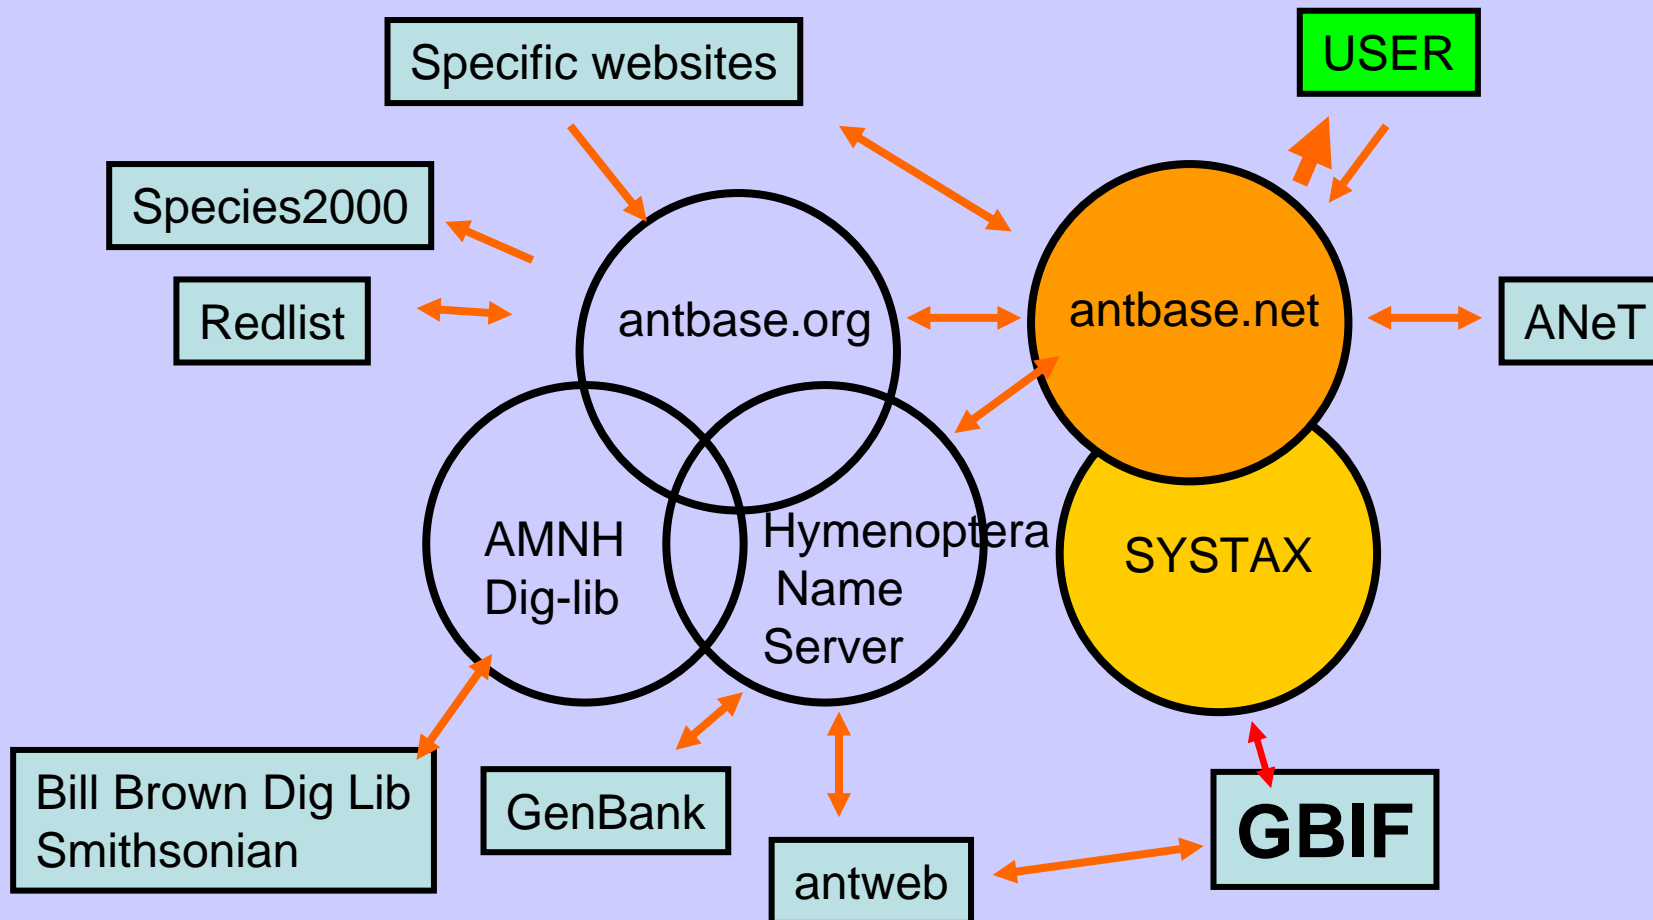 Specific websites
USER
Species2000
Redlist
antbase.org
antbase.net
ANeT
AMNH
Dig-lib
Hymenoptera
Name
Server
SYSTAX
Bill Brown Dig Lib
Smithsonian
GenBank
antweb
GBIF